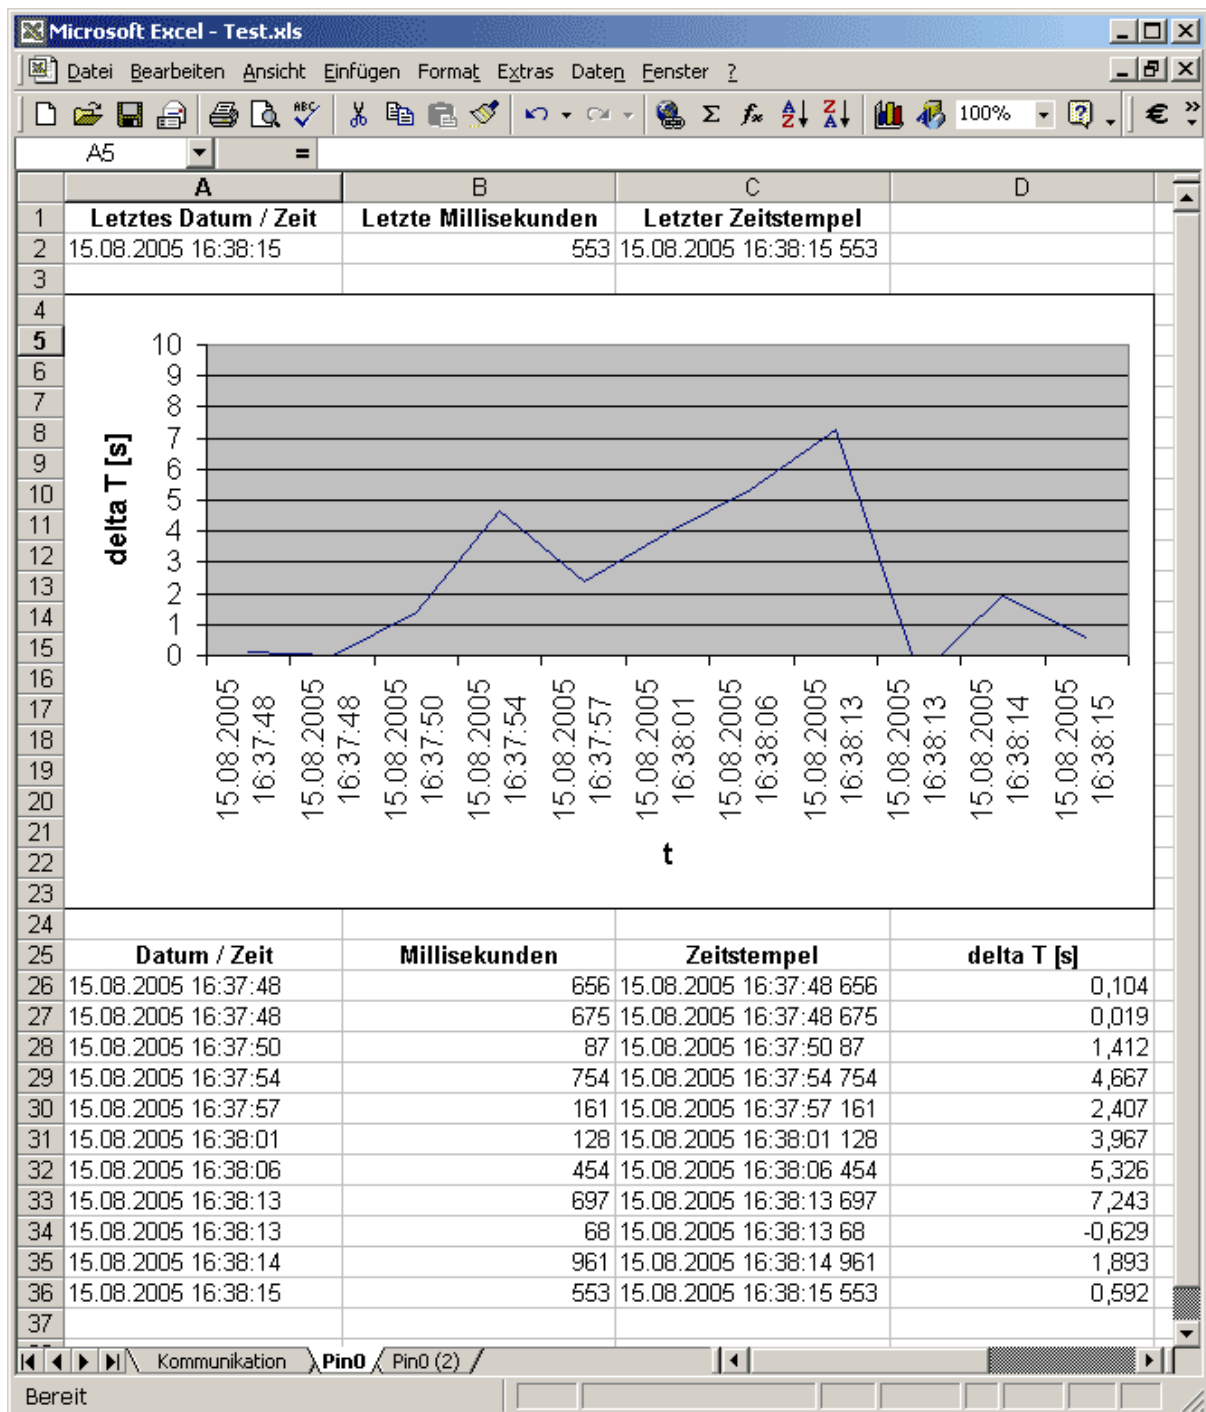 Microsoft Excel - Test.xls
Datei Bearbeiten Ansicht Einfügen Format Extras Daten Fenster ?
100% €
A5 =
A B C D
1 Letztes Datum / Zeit Letzte Millisekunden Letzter Zeitstempel
2 15.08.2005 16:38:15 553 15.08.2005 16:38:15 553
3
4
5
6
7
8
9
10
11
12
13
14
15
16
17
18
19
20
21
22
23
delta T [s]
10
9
8
7
6
5
4
3
2
1
0
15.08.2005
16:37:48
15.08.2005
16:37:48
15.08.2005
16:37:50
15.08.2005
16:37:54
15.08.2005
16:37:57
15.08.2005
16:38:01
15.08.2005
16:38:06
15.08.2005
16:38:13
15.08.2005
16:38:13
15.08.2005
16:38:14
15.08.2005
16:38:15
t
24
25 Datum / Zeit Millisekunden Zeitstempel delta T [s]
26 15.08.2005 16:37:48 656 15.08.2005 16:37:48 656 0,104
27 15.08.2005 16:37:48 675 15.08.2005 16:37:48 675 0,019
28 15.08.2005 16:37:50 87 15.08.2005 16:37:50 87 1,412
29 15.08.2005 16:37:54 754 15.08.2005 16:37:54 754 4,667
30 15.08.2005 16:37:57 161 15.08.2005 16:37:57 161 2,407
31 15.08.2005 16:38:01 128 15.08.2005 16:38:01 128 3,967
32 15.08.2005 16:38:06 454 15.08.2005 16:38:06 454 5,326
33 15.08.2005 16:38:13 697 15.08.2005 16:38:13 697 7,243
34 15.08.2005 16:38:13 68 15.08.2005 16:38:13 68 -0,629
35 15.08.2005 16:38:14 961 15.08.2005 16:38:14 961 1,893
36 15.08.2005 16:38:15 553 15.08.2005 16:38:15 553 0,592
37
Kommunikation Pin0 Pin0 (2)
Bereit